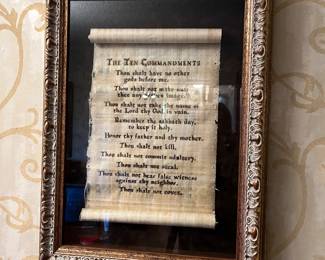 THE TEN COMMANDMENTS
Thou shalt have no other
gods before me.
Thou shalt not make unto
thee any graven image.
Thou shalt not take the name of
the Lord thy God in vain.
Remember the sabbath day,
to keep it holy.
Honor thy father and thy mother.
Thou shalt not kill.
Thou shalt not commit adultery.
Thou shalt not steal.
Thou shalt not bear false witness
against thy neighbor.
Thou shalt not covet.